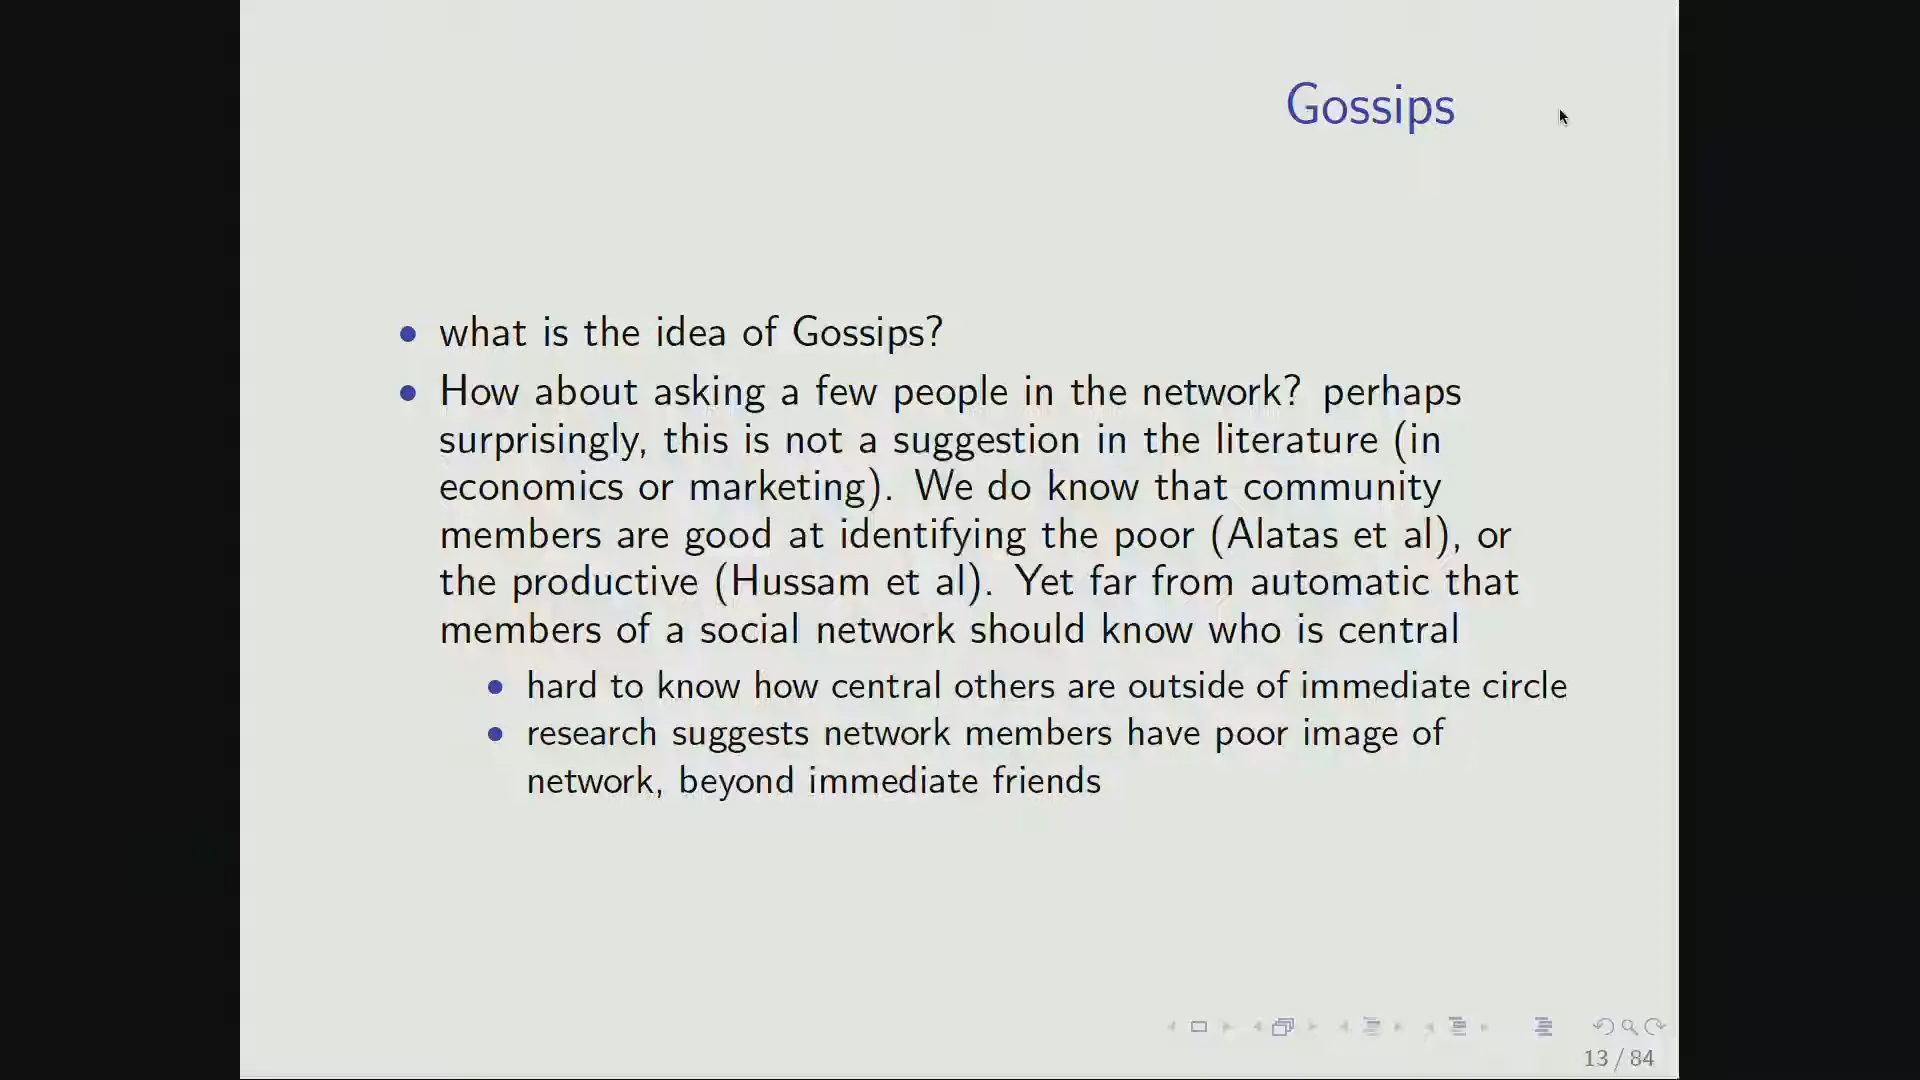 Gossips
what is the idea of Gossips?
How about asking a few people in the network? perhaps
surprisingly, this is not a suggestion in the literature (in
economics or marketing). We do know that community
members are good at identifying the poor (Alatas et al), or
the productive (Hussam et al). Yet far from automatic that
members of a social network should know who is central
hard to know how central others are outside of immediate circle
research suggests network members have poor image of
network, beyond immediate friends
13 / 84